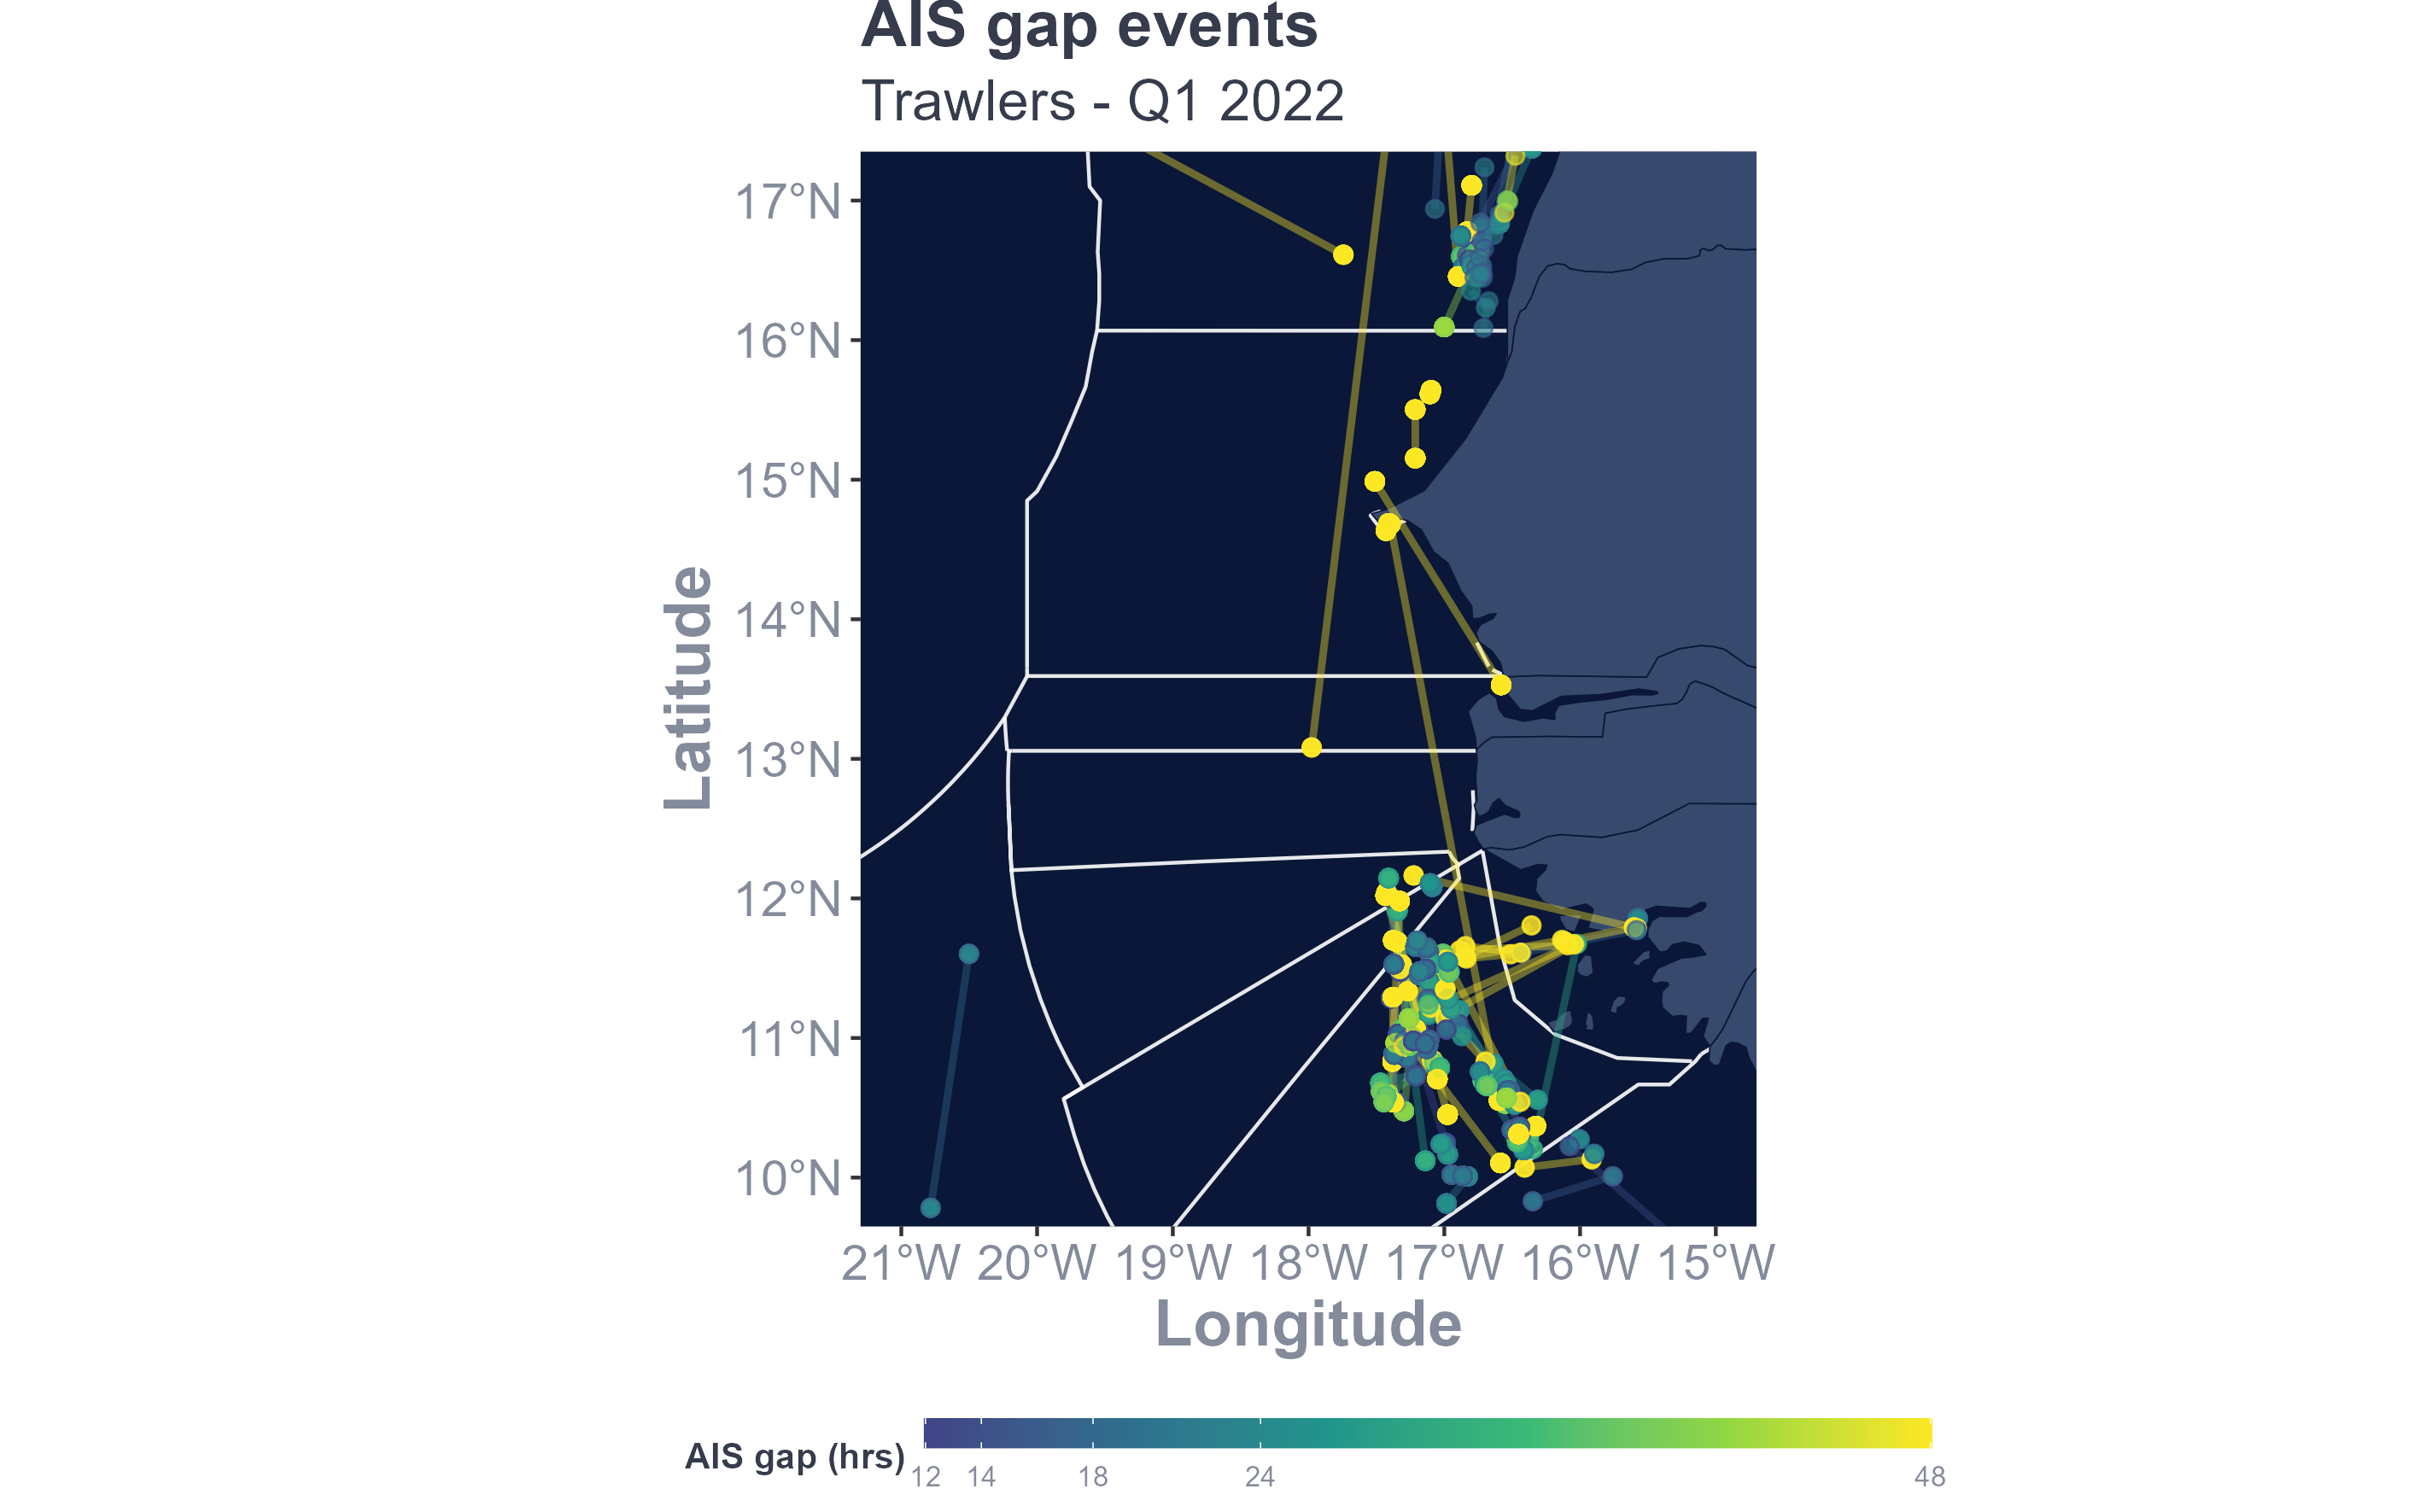 AIS gap events
Trawlers - Q1 2022
17°N
16°N
15°N
14°N
13°N
12°N
11°N
10°N
Latitude
21°W 20°W 19°W 18°W 17°W 16°W 15°W
Longitude
AIS gap (hrs)
12 14 18 24 48